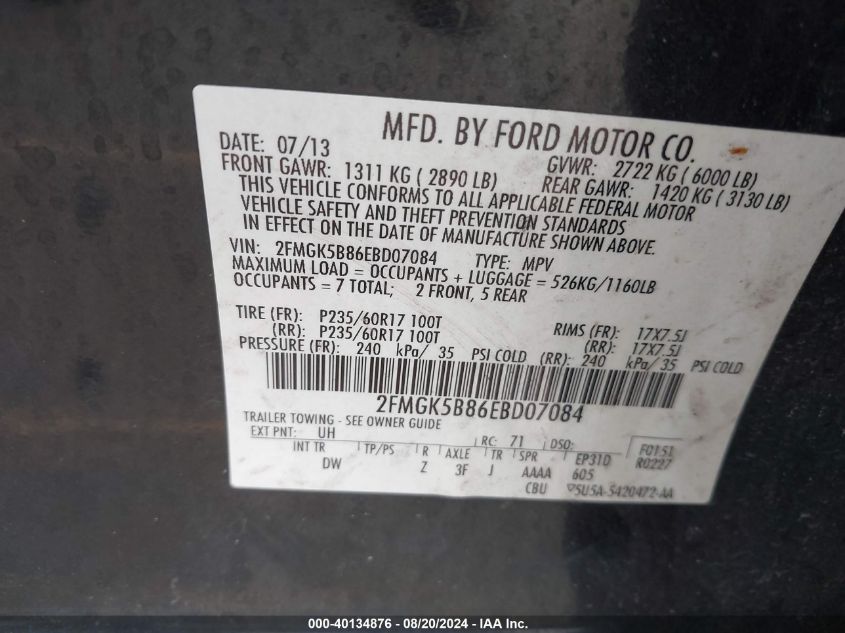 MFD. BY FORD MOTOR CO.
DATE: 07/13 GVWR: 2722 KG ( 6000 LB)
FRONT GAWR: 1311 KG ( 2890 LB) REAR GAWR: 1420 KG ( 3130 LB)
THIS VEHICLE CONFORMS TO ALL APPLICABLE FEDERAL MOTOR
VEHICLE SAFETY AND THEFT PREVENTION STANDARDS
IN EFFECT ON THE DATE OF MANUFACTURE SHOWN ABOVE.
VIN: 2FMGK5B86EBD07084 TYPE: MPV
MAXIMUM LOAD = OCCUPANTS + LUGGAGE = 526KG/1160LB
OCCUPANTS = 7 TOTAL; 2 FRONT, 5 REAR
TIRE (FR): P235/60R17 100T RIMS (FR): 17X7.5J
(RR): P235/60R17 100T (RR): 17X7.5J
PRESSURE (FR): 240 kPa/ 35 PSI COLD (RR): 240 kPa/ 35 PSI COLD
2FMGK5B86EBD07084
TRAILER TOWING - SEE OWNER GUIDE
EXT PNT: UH RC: 71 DSO: F0151
INT TR TP/PS R AXLE TR SPR EP31D R0227
DW Z 3F J AAAA 605
CBU 5U5A-5420472-AA
000-40134876 - 08/20/2024 - IAA Inc.